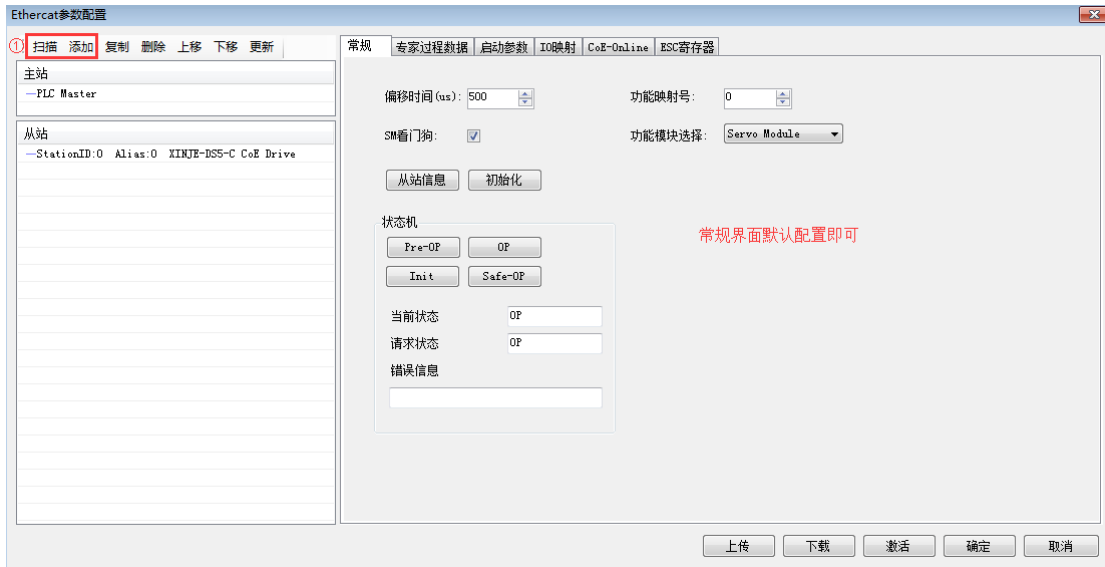 Ethercat参数配置
① 扫描 添加 复制 删除 上移 下移 更新
主站
PLC Master
从站
StationID:0 Alias:0 XINJE-DS5-C CoE Drive
常规 专家过程数据 启动参数 IO映射 CoE-Online ESC寄存器
偏移时间(us): 500 功能映射号: 0
SM看门狗: 功能模块选择: Servo Module
从站信息 初始化
状态机
常规界面默认配置即可
Pre-OP OP
Init Safe-OP
当前状态 OP
请求状态 OP
错误信息
上传 下载 激活 确定 取消